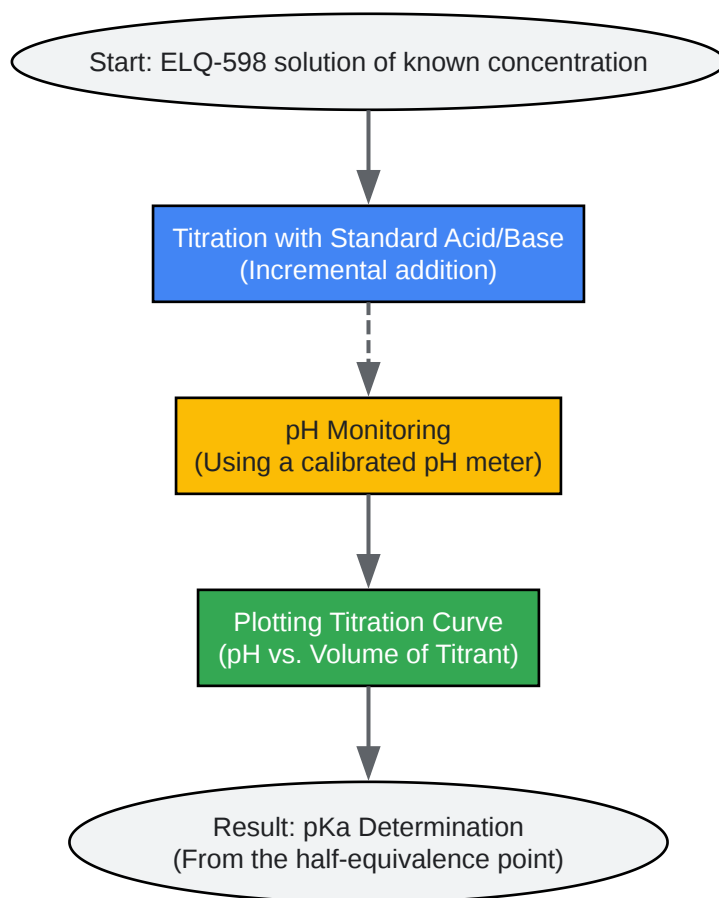 Start: ELQ-598 solution of known concentration
Titration with Standard Acid/Base
(Incremental addition)
pH Monitoring
(Using a calibrated pH meter)
Plotting Titration Curve
(pH vs. Volume of Titrant)
Result: pKa Determination
(From the half-equivalence point)